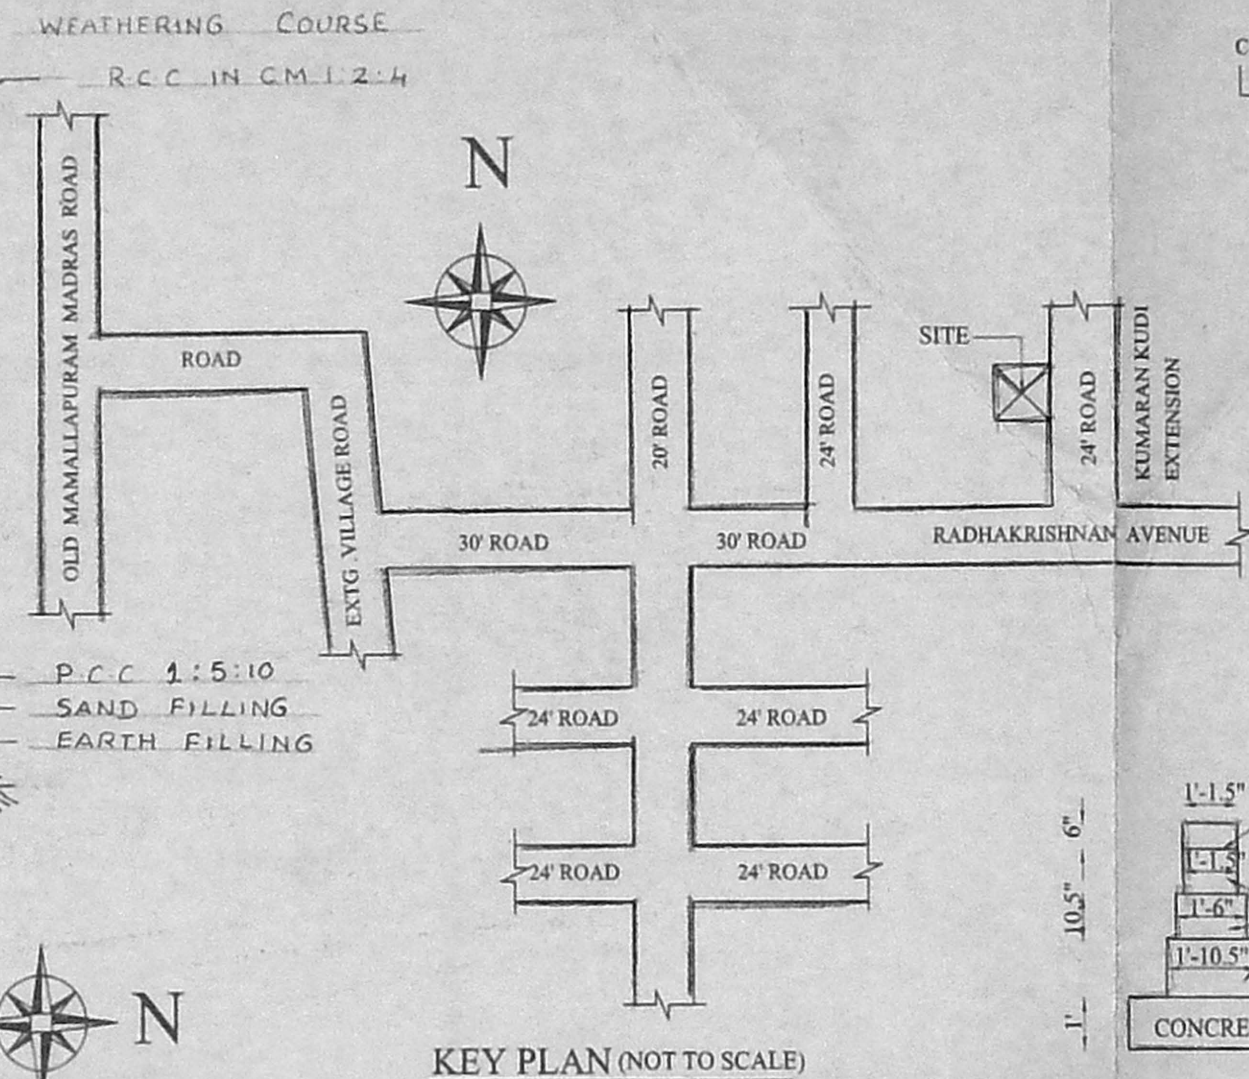 WEATHERING COURSE
R.C.C IN CM 1:2:4
N
OLD MAMALLAPURAM MADRAS ROAD
ROAD
EXTG .VILLAGE ROAD
30' ROAD
20' ROAD
30' ROAD
24' ROAD
SITE
24' ROAD
KUMARAN KUDI
EXTENSION
RADHAKRISHNAN AVENUE
P.C.C 1:5:10
SAND FILLING
EARTH FILLING
24' ROAD
24' ROAD
24' ROAD
24' ROAD
1'-1.5"
6"
1'-1.5"
10.5"
1'-6"
1'-10.5"
1'
CONCRE
N
KEY PLAN (NOT TO SCALE)